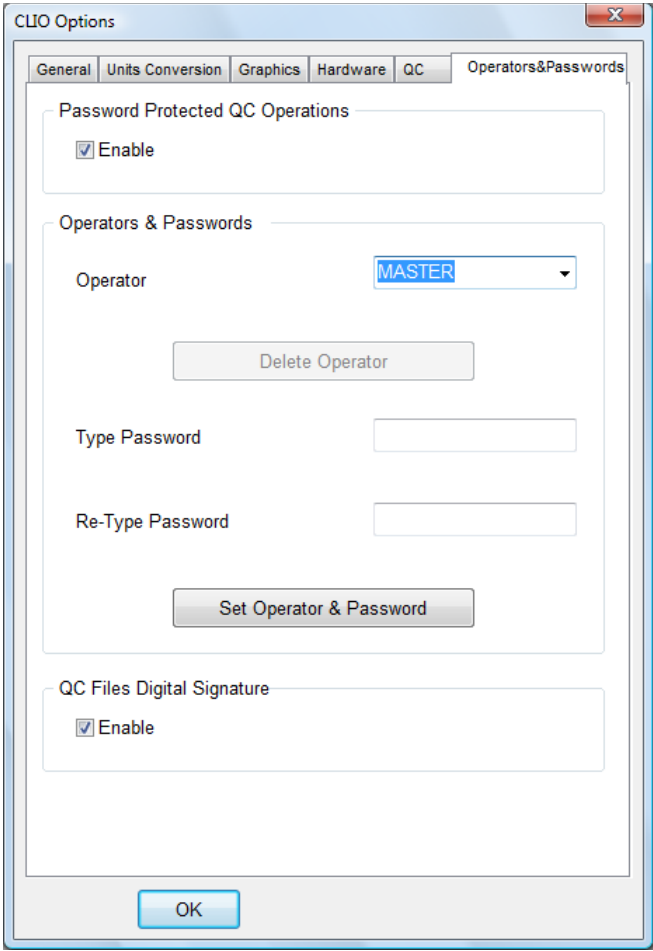 CLIO Options
General Units Conversion Graphics Hardware QC Operators&Passwords
Password Protected QC Operations
Enable
Operators & Passwords
Operator MASTER
Delete Operator
Type Password
Re-Type Password
Set Operator & Password
QC Files Digital Signature
Enable
OK